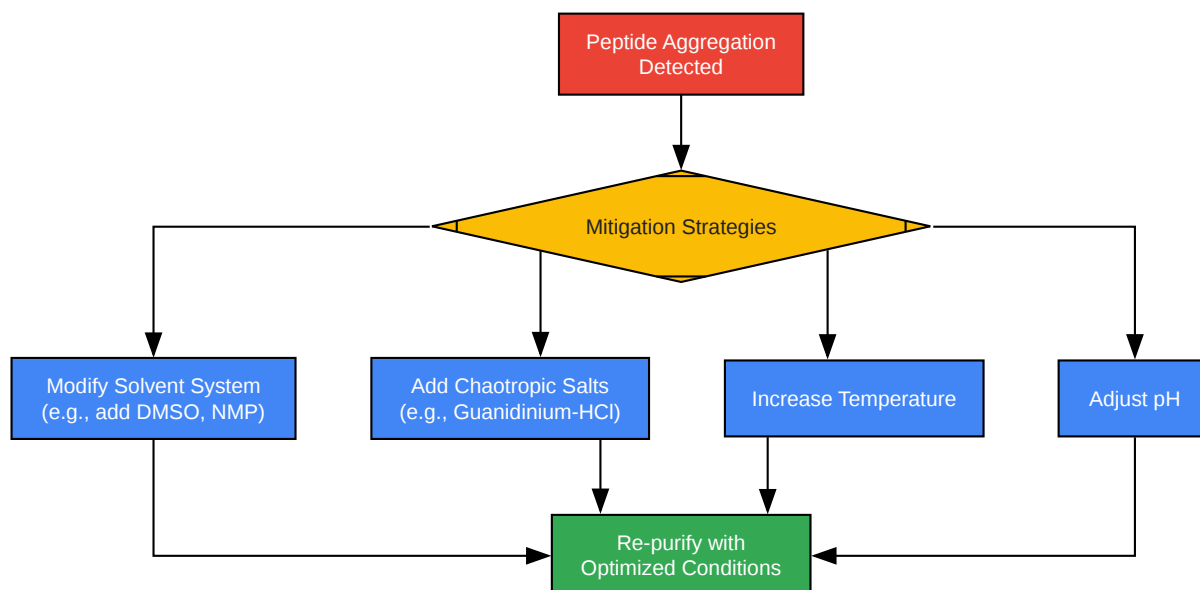 Peptide Aggregation
Detected
Mitigation Strategies
Modify Solvent System
(e.g., add DMSO, NMP)
Add Chaotropic Salts
(e.g., Guanidinium-HCl)
Increase Temperature
Adjust pH
Re-purify with
Optimized Conditions